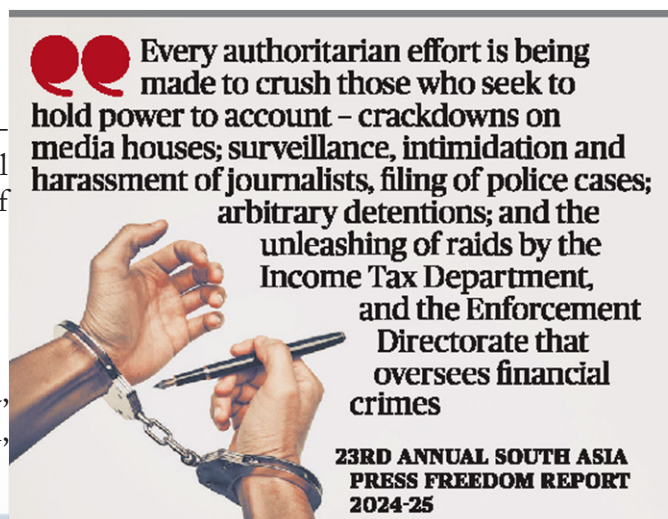 Every authoritarian effort is being
made to crush those who seek to
hold power to account – crackdowns on
media houses; surveillance, intimidation and
harassment of journalists, filing of police cases;
arbitrary detentions; and the
unleashing of raids by the
Income Tax Department,
and the Enforcement
Directorate that
oversees financial
crimes
23RD ANNUAL SOUTH ASIA
PRESS FREEDOM REPORT
2024-25